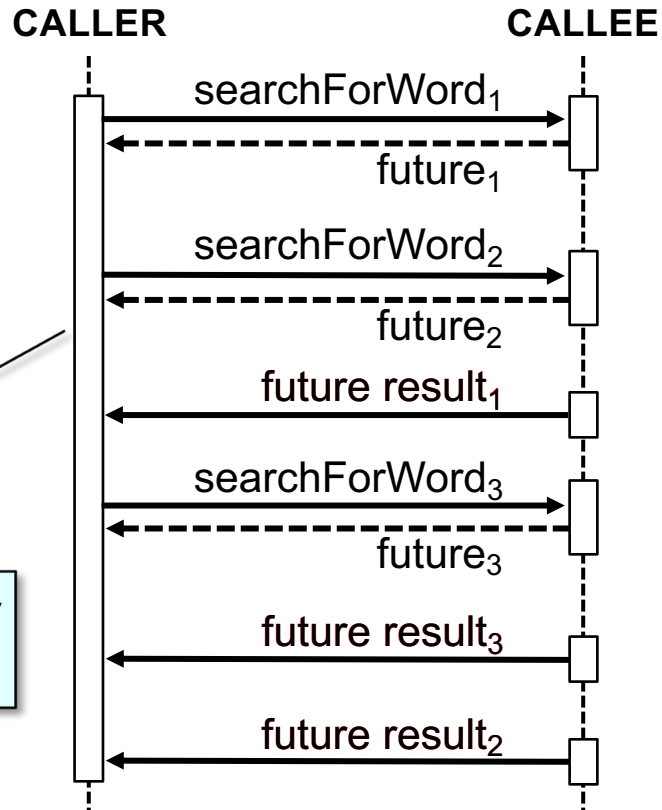 CALLER CALLEE
searchForWord₁
future₁
searchForWord₂
future₂
future result₁
searchForWord₃
future₃
future result₃
future result₂